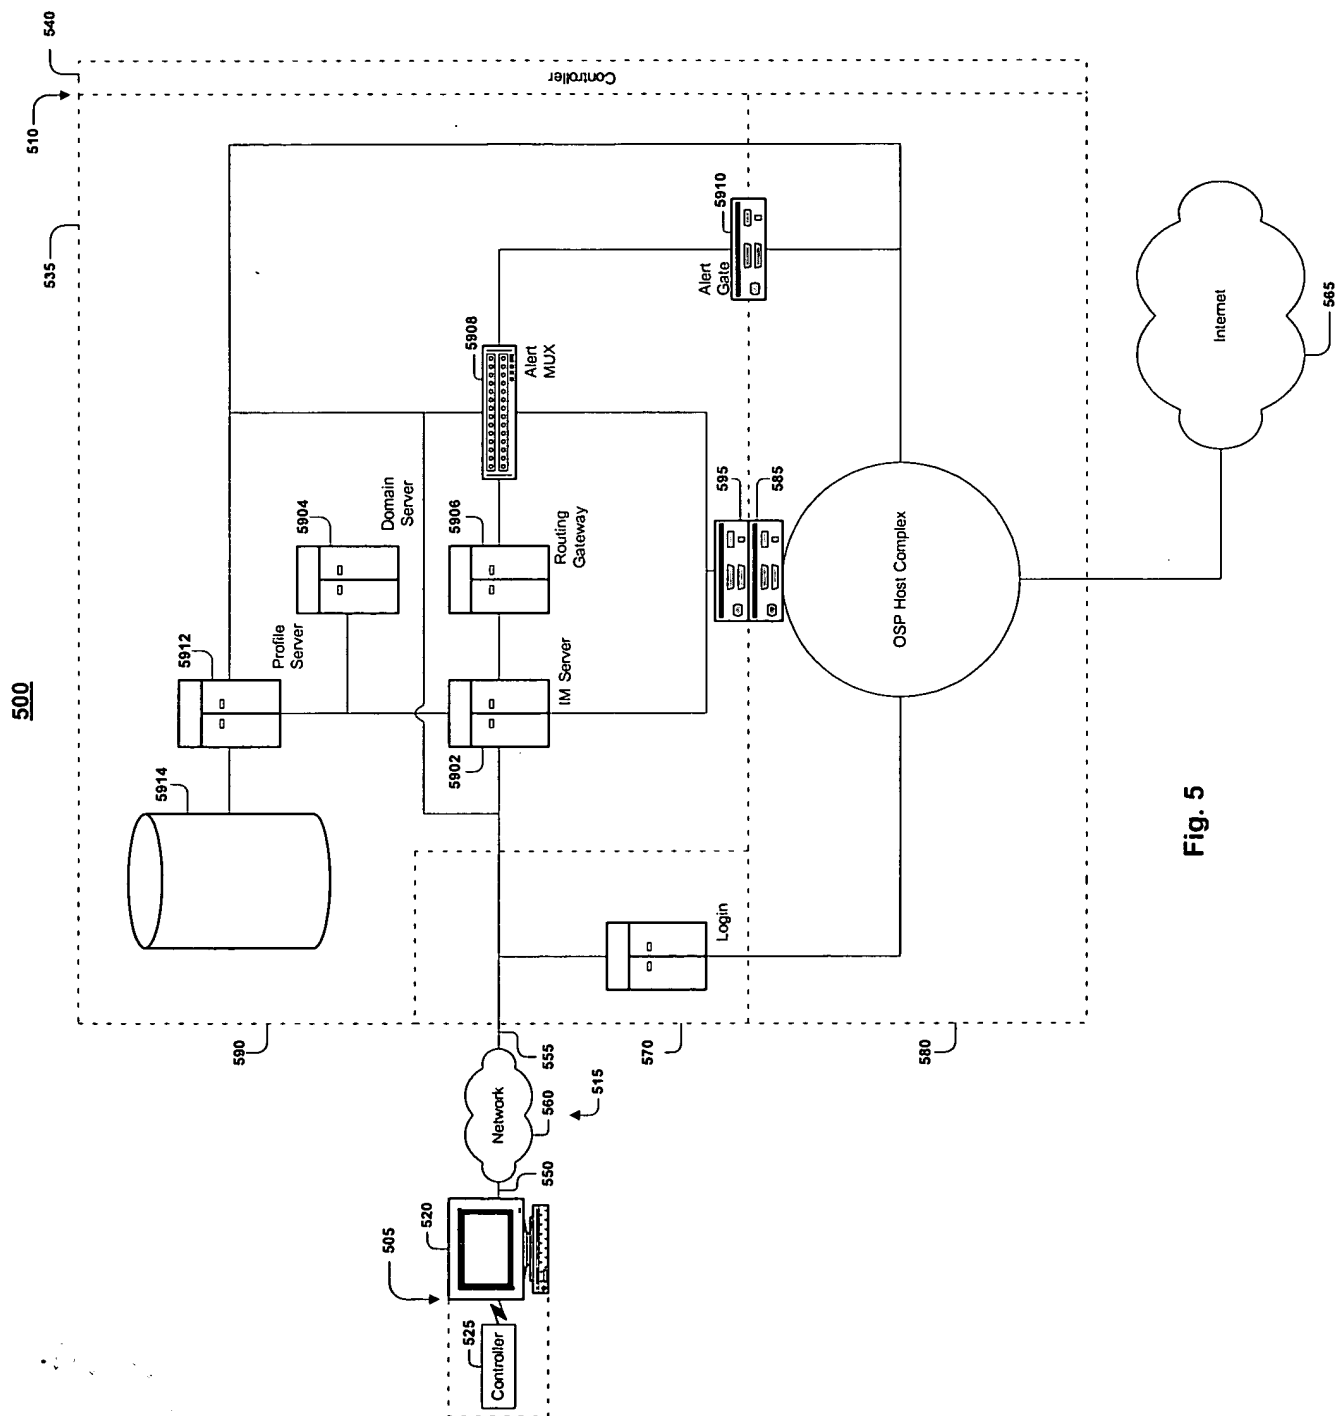 500
505
525
Controller
520
550
Network
560
515
555
590
570
580
5914
5912
Profile
Server
5904
Domain
Server
5902
IM Server
5906
Routing
Gateway
5908
Alert
MUX
Login
595
585
OSP Host Complex
Alert
Gate
5910
535
510
540
Controller
Internet
565
Fig. 5